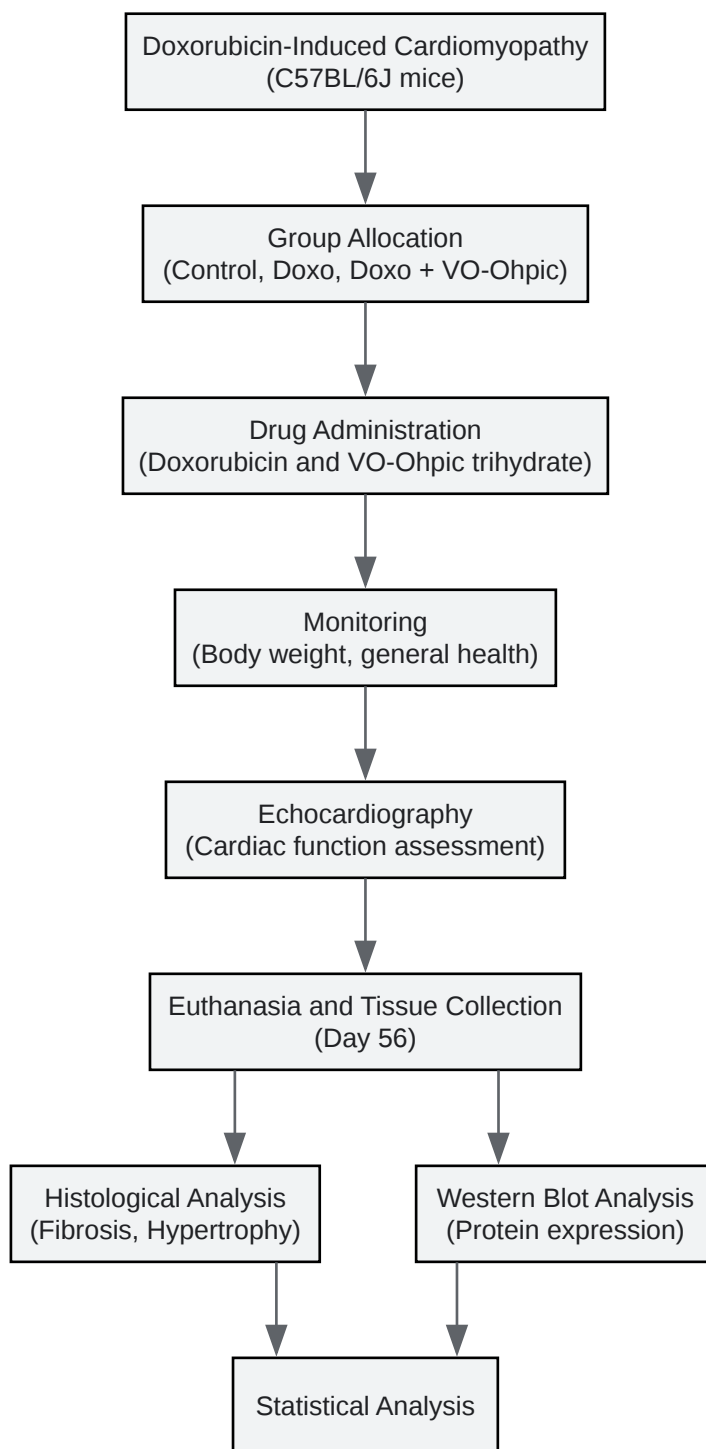 Doxorubicin-Induced Cardiomyopathy
(C57BL/6J mice)
Group Allocation
(Control, Doxo, Doxo + VO-Ohpic)
Drug Administration
(Doxorubicin and VO-Ohpic trihydrate)
Monitoring
(Body weight, general health)
Echocardiography
(Cardiac function assessment)
Euthanasia and Tissue Collection
(Day 56)
Histological Analysis
(Fibrosis, Hypertrophy)
Western Blot Analysis
(Protein expression)
Statistical Analysis